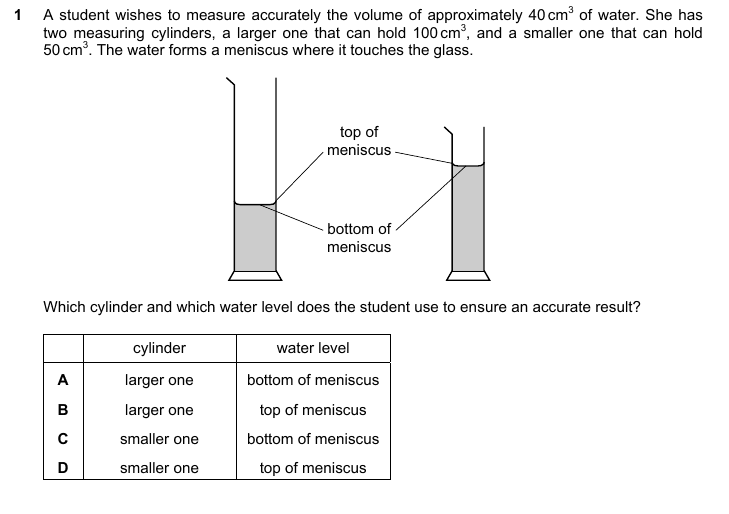 1 A student wishes to measure accurately the volume of approximately 40 cm³ of water. She has
two measuring cylinders, a larger one that can hold 100 cm³, and a smaller one that can hold
50 cm³. The water forms a meniscus where it touches the glass.
top of
meniscus
bottom of
meniscus
Which cylinder and which water level does the student use to ensure an accurate result?
cylinder water level
A larger one bottom of meniscus
B larger one top of meniscus
C smaller one bottom of meniscus
D smaller one top of meniscus